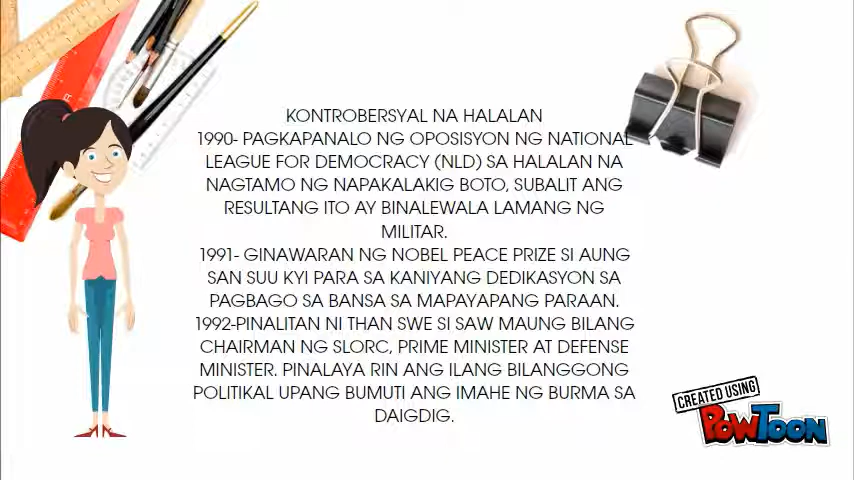 KONTROBERSYAL NA HALALAN
1990- PAGKAPANALO NG OPOSISYON NG NATIONAL
LEAGUE FOR DEMOCRACY (NLD) SA HALALAN NA
NAGTAMO NG NAPAKALAKIG BOTO, SUBALIT ANG
RESULTANG ITO AY BINALEWALA LAMANG NG
MILITAR.
1991- GINAWARAN NG NOBEL PEACE PRIZE SI AUNG
SAN SUU KYI PARA SA KANIYANG DEDIKASYON SA
PAGBAGO SA BANSA SA MAPAYAPANG PARAAN.
1992-PINALITAN NI THAN SWE SI SAW MAUNG BILANG
CHAIRMAN NG SLORC, PRIME MINISTER AT DEFENSE
MINISTER. PINALAYA RIN ANG ILANG BILANGGONG
POLITIKAL UPANG BUMUTI ANG IMAHE NG BURMA SA
DAIGDIG.
CREATED USING
POWTOON